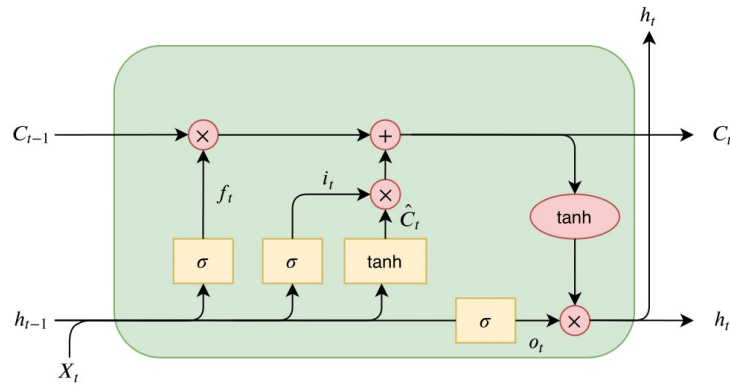 h_t
C_{t−1} × + C_t
f_t i_t × Ĉ_t
tanh
σ σ tanh
h_{t−1} σ × h_t
o_t
X_t